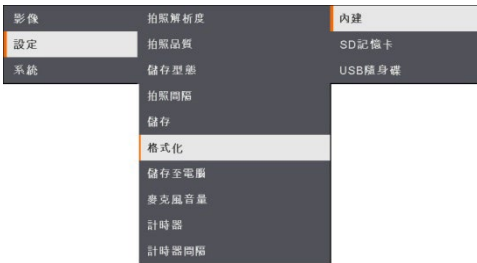 影像
設定
系統
拍照解析度
拍照品質
儲存型態
拍照間隔
儲存
格式化
儲存至電腦
麥克風音量
計時器
計時器間隔
內建
SD記憶卡
USB隨身碟